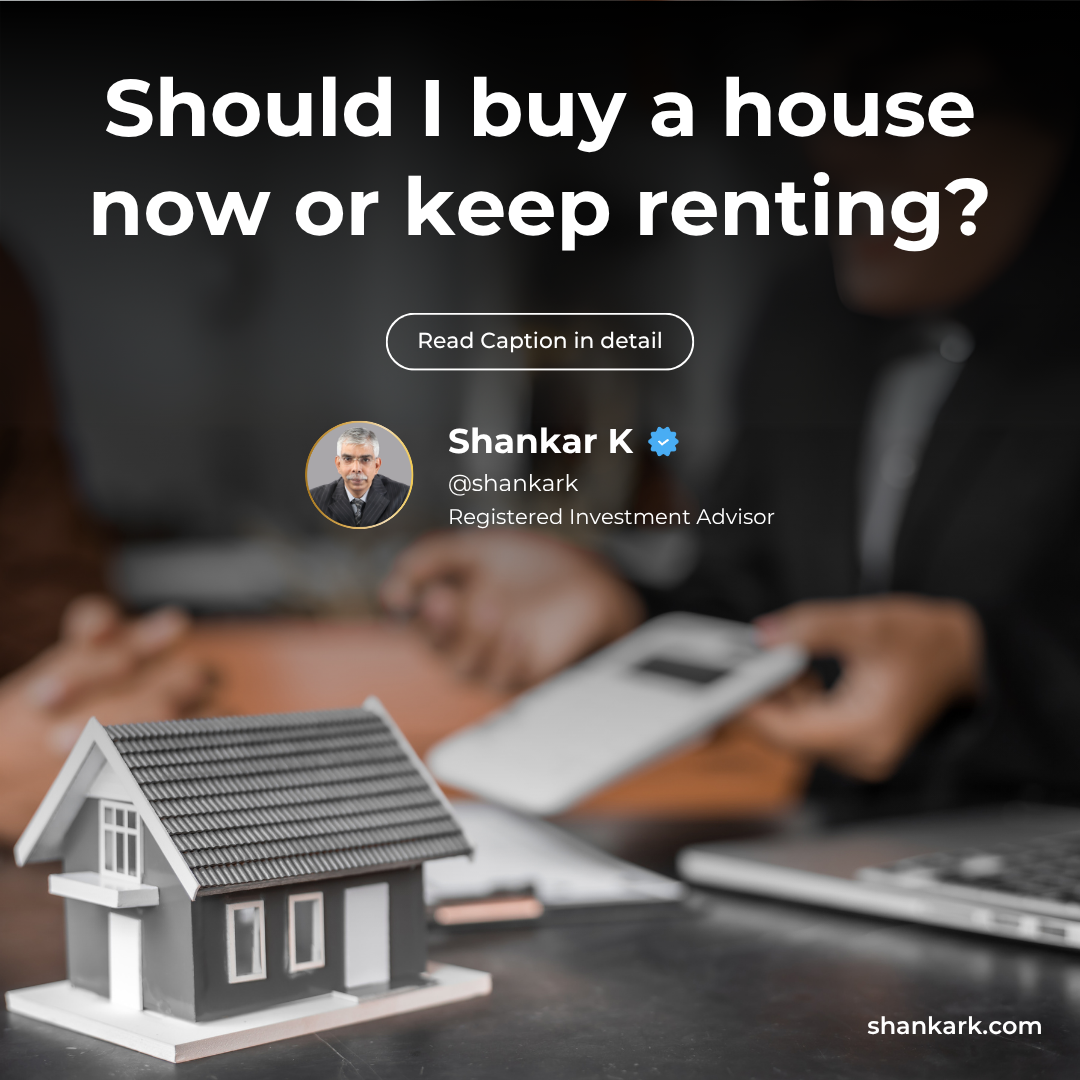 Should I buy a house
now or keep renting?
Read Caption in detail
Shankar K
@shankark
Registered Investment Advisor
shankark.com